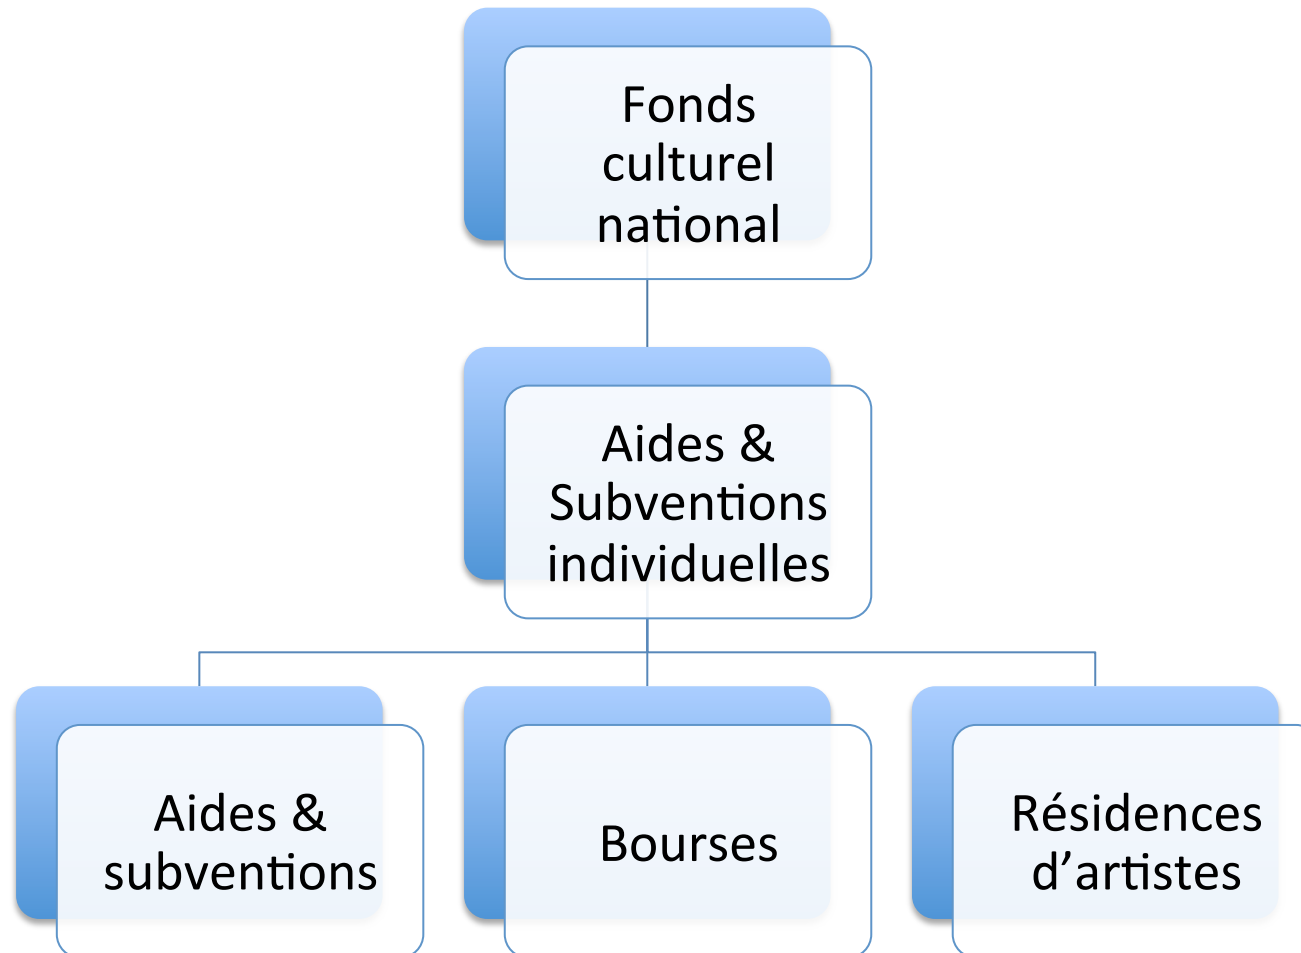 Fonds
culturel
national
Aides &
Subventions
individuelles
Aides &
subventions
Bourses
Résidences
d’artistes